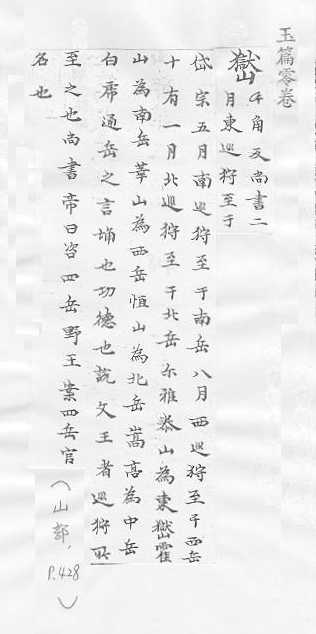 玉篇零卷
嶽
牛角反尚書二
月東巡狩至于
岱宗五月南巡狩至于南岳八月西巡狩至于西岳
十有一月北巡狩至于北岳尔雅泰山為東嶽霍
山為南岳華山為西岳恒山為北岳嵩高為中岳
白虎通岳之言埆也功德也說文王者巡狩所
至之也尚書帝曰咨四岳野王案四岳官
名也
(山部, P.428)